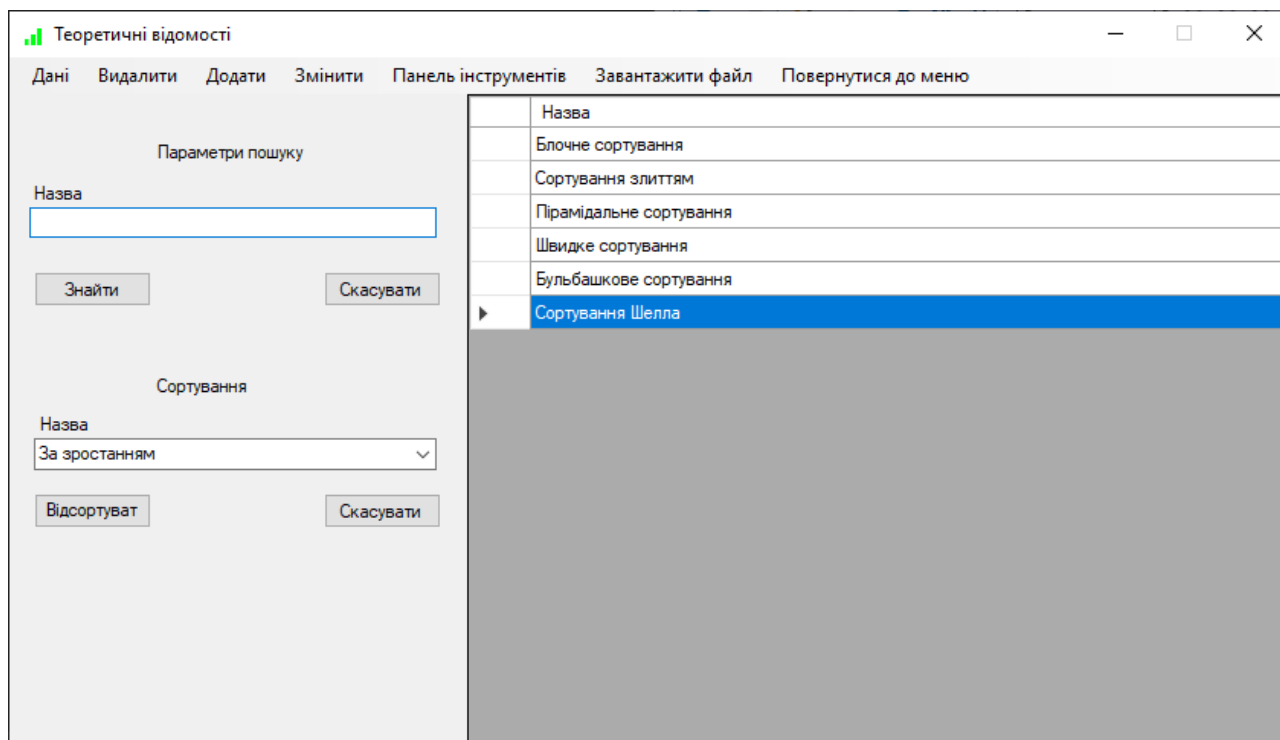 Теоретичні відомості
Дані Видалити Додати Змінити Панель інструментів Завантажити файл Повернутися до меню
Параметри пошуку
Назва
Знайти Скасувати
Сортування
Назва
За зростанням
Відсортуват Скасувати
Назва
Блочне сортування
Сортування злиттям
Пірамідальне сортування
Швидке сортування
Бульбашкове сортування
Сортування Шелла